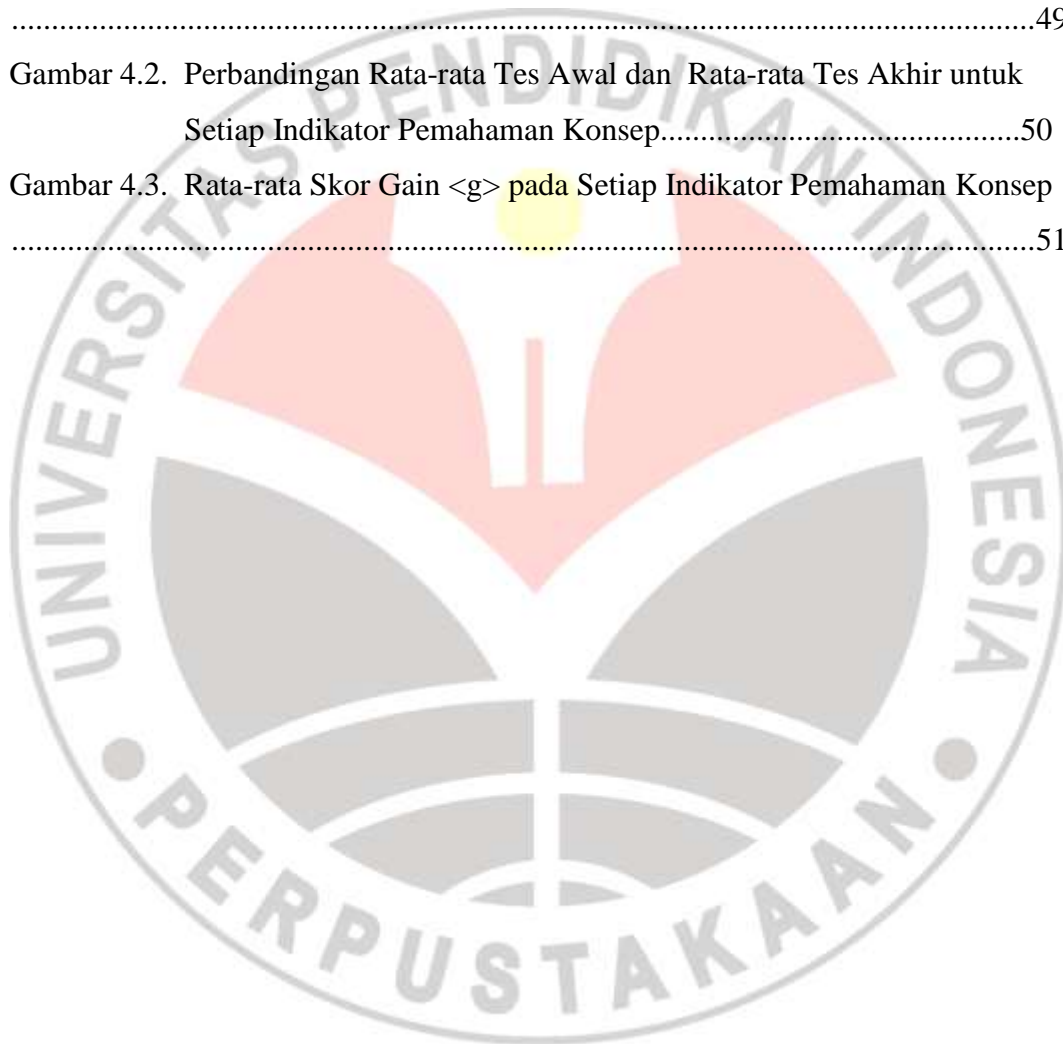 ................................................................................................................................49
Gambar 4.2. Perbandingan Rata-rata Tes Awal dan Rata-rata Tes Akhir untuk
Setiap Indikator Pemahaman Konsep.............................................50
Gambar 4.3. Rata-rata Skor Gain <g> pada Setiap Indikator Pemahaman Konsep
................................................................................................................................51
UNIVERSITAS PENDIDIKAN INDONESIA
PERPUSTAKAAN